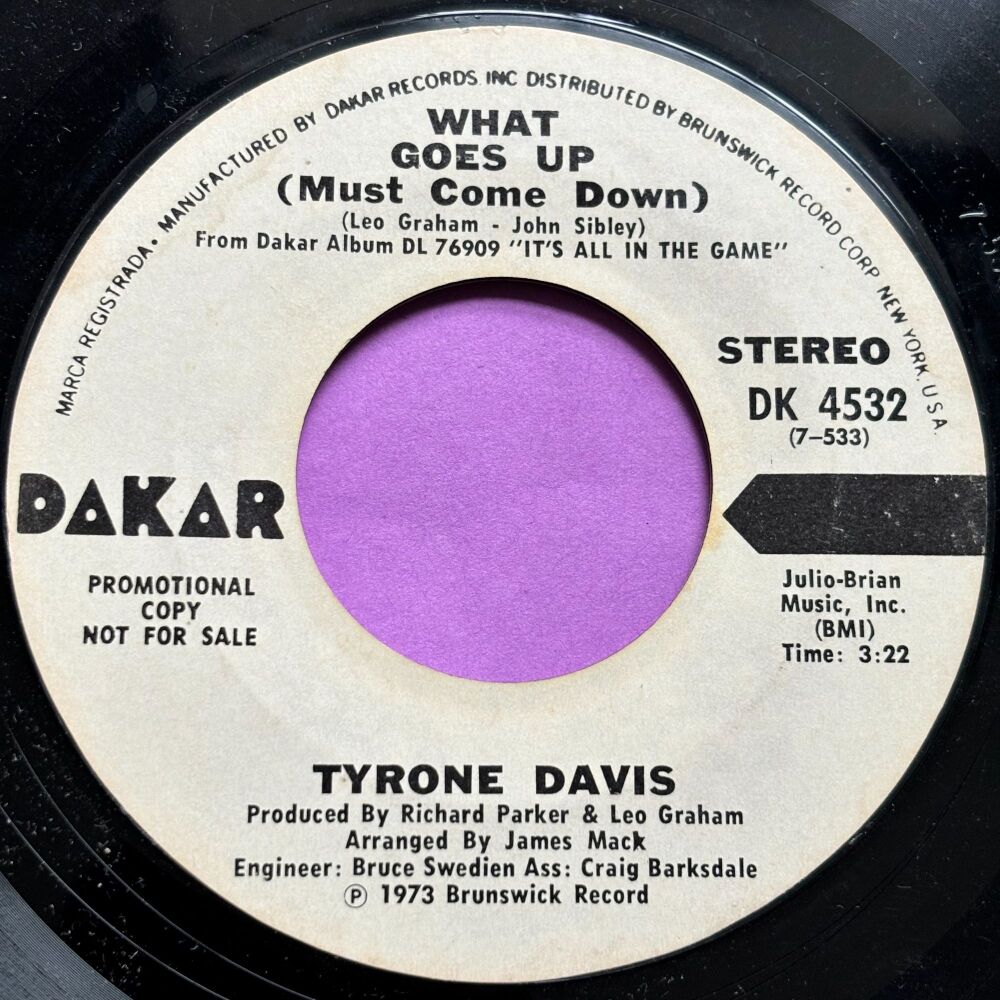 MARCA REGISTRADA. MANUFACTURED BY DAKAR RECORDS. INC DISTRIBUTED BY BRUNSWICK RECORD CORP NEW YORK, U.S.A.
WHAT
GOES UP
(Must Come Down)
(Leo Graham - John Sibley)
From Dakar Album DL 76909 "IT'S ALL IN THE GAME"
STEREO
DK 4532
(7-533)
DAKAR
PROMOTIONAL
COPY
NOT FOR SALE
Julio-Brian
Music, Inc.
(BMI)
Time: 3:22
TYRONE DAVIS
Produced By Richard Parker & Leo Graham
Arranged By James Mack
Engineer: Bruce Swedien Ass: Craig Barksdale
Ⓟ 1973 Brunswick Record